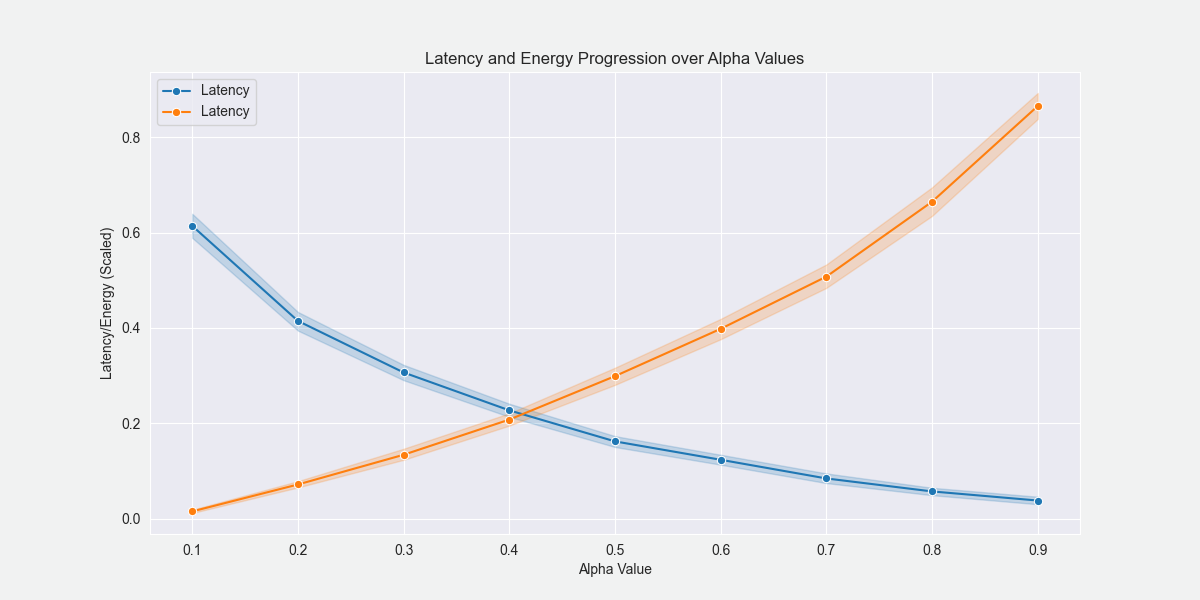 Latency and Energy Progression over Alpha Values
Latency
Latency
Latency/Energy (Scaled)
0.8
0.6
0.4
0.2
0.0
0.1 0.2 0.3 0.4 0.5 0.6 0.7 0.8 0.9
Alpha Value